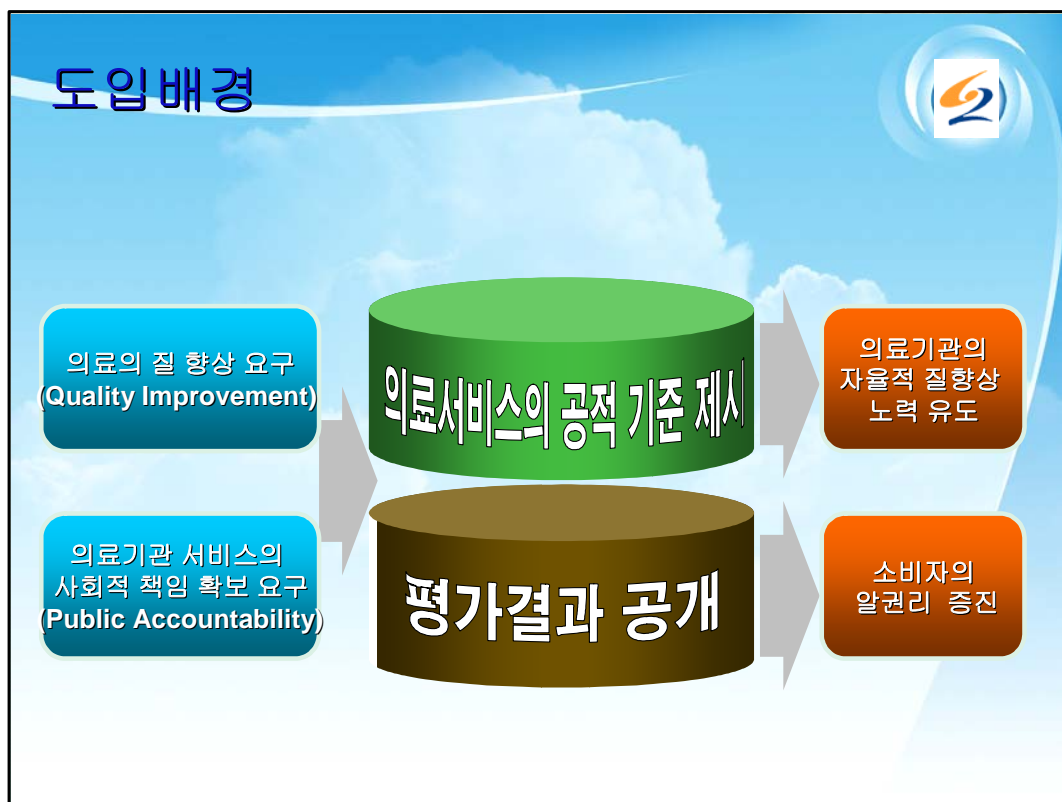 도입배경
의료의 질 향상 요구
(Quality Improvement)
의료기관 서비스의
사회적 책임 확보 요구
(Public Accountability)
의료서비스의 공적 기준 제시
평가결과 공개
의료기관의
자율적 질향상
노력 유도
소비자의
알권리 증진